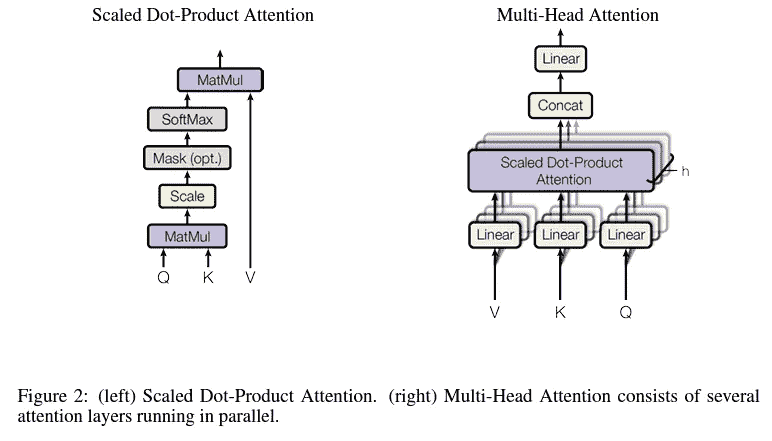 Scaled Dot-Product Attention
MatMul
SoftMax
Mask (opt.)
Scale
MatMul
Q K V
Multi-Head Attention
Linear
Concat
Scaled Dot-Product
Attention
h
Linear Linear Linear
V K Q
Figure 2: (left) Scaled Dot-Product Attention. (right) Multi-Head Attention consists of several
attention layers running in parallel.